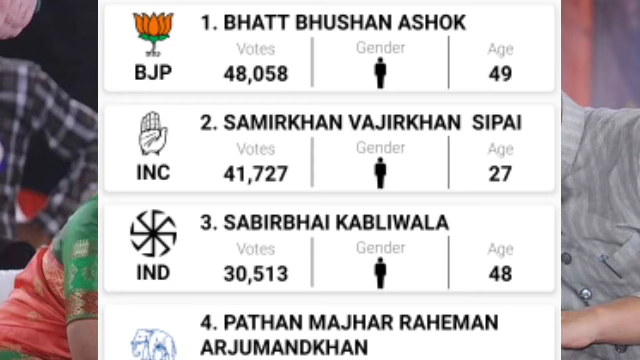 1. BHATT BHUSHAN ASHOK
Votes Gender Age
BJP 48,058 49
2. SAMIRKHAN VAJIRKHAN SIPAI
Votes Gender Age
INC 41,727 27
3. SABIRBHAI KABLIWALA
Votes Gender Age
IND 30,513 48
4. PATHAN MAJHAR RAHEMAN
ARJUMANDKHAN